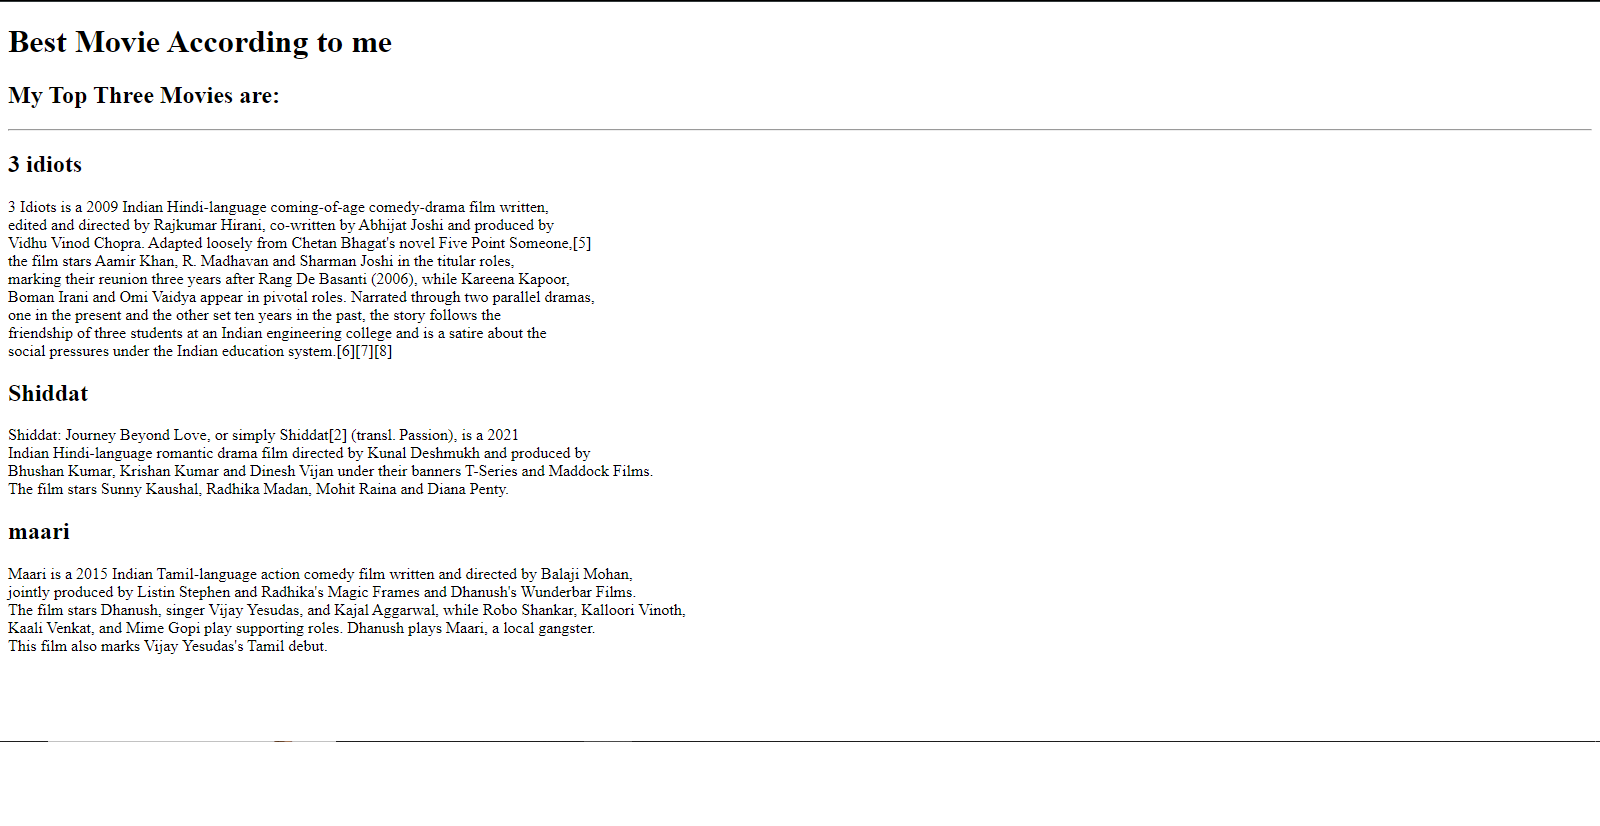 Best Movie According to me
My Top Three Movies are:
3 idiots
3 Idiots is a 2009 Indian Hindi-language coming-of-age comedy-drama film written,
edited and directed by Rajkumar Hirani, co-written by Abhijat Joshi and produced by
Vidhu Vinod Chopra. Adapted loosely from Chetan Bhagat's novel Five Point Someone,[5]
the film stars Aamir Khan, R. Madhavan and Sharman Joshi in the titular roles,
marking their reunion three years after Rang De Basanti (2006), while Kareena Kapoor,
Boman Irani and Omi Vaidya appear in pivotal roles. Narrated through two parallel dramas,
one in the present and the other set ten years in the past, the story follows the
friendship of three students at an Indian engineering college and is a satire about the
social pressures under the Indian education system.[6][7][8]
Shiddat
Shiddat: Journey Beyond Love, or simply Shiddat[2] (transl. Passion), is a 2021
Indian Hindi-language romantic drama film directed by Kunal Deshmukh and produced by
Bhushan Kumar, Krishan Kumar and Dinesh Vijan under their banners T-Series and Maddock Films.
The film stars Sunny Kaushal, Radhika Madan, Mohit Raina and Diana Penty.
maari
Maari is a 2015 Indian Tamil-language action comedy film written and directed by Balaji Mohan,
jointly produced by Listin Stephen and Radhika's Magic Frames and Dhanush's Wunderbar Films.
The film stars Dhanush, singer Vijay Yesudas, and Kajal Aggarwal, while Robo Shankar, Kalloori Vinoth,
Kaali Venkat, and Mime Gopi play supporting roles. Dhanush plays Maari, a local gangster.
This film also marks Vijay Yesudas's Tamil debut.